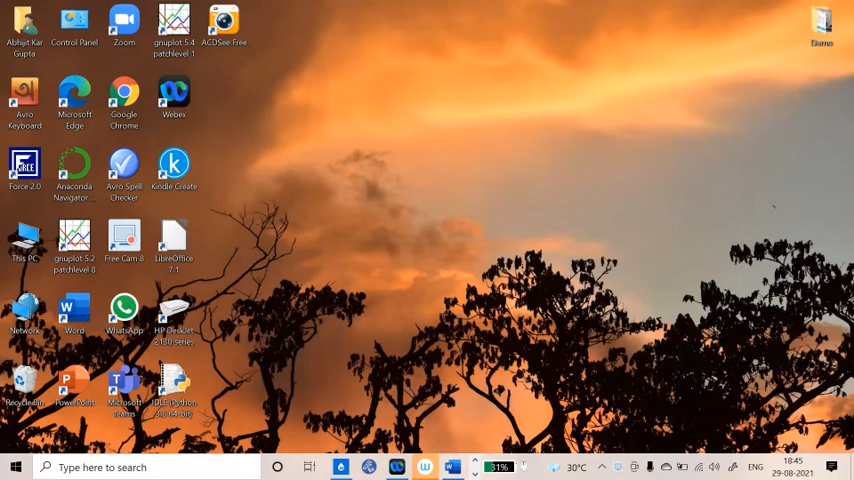 Abhijit Kar
Gupta
Control Panel
Zoom
gnuplot 5.4
patchlevel 1
ACDSee Free
Avro
Keyboard
Microsoft
Edge
Google
Chrome
Webex
Force 2.0
Anaconda
Navigator...
Avro Spell
Checker
Kindle Create
This PC
gnuplot 5.2
patchlevel 8
Free Cam 8
LibreOffice
7.1
Network
Word
WhatsApp
HP DeskJet
2130 series
Recycle Bin
PowerPoint
Microsoft
Teams
IDLE (Python
3.8 64-bit)
Type here to search
31%
30°C
ENG
18:45
29-08-2021